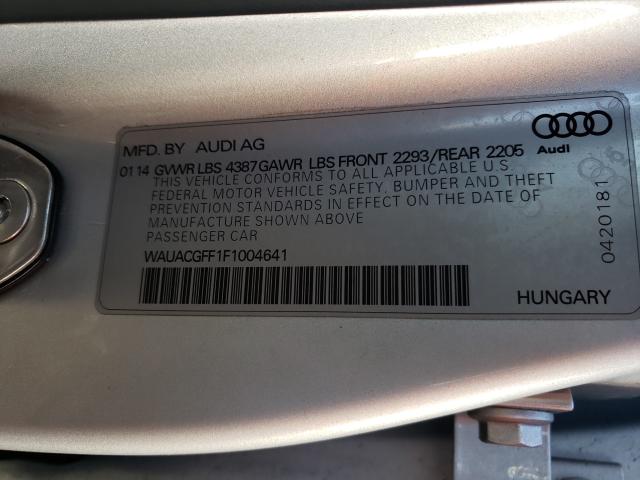 MFD. BY AUDI AG
01 14 GVWR LBS 4387 GAWR LBS FRONT 2293/REAR 2205
Audi
THIS VEHICLE CONFORMS TO ALL APPLICABLE U.S
FEDERAL MOTOR VEHICLE SAFETY, BUMPER AND THEFT
PREVENTION STANDARDS IN EFFECT ON THE DATE OF
MANUFACTURE SHOWN ABOVE
PASSENGER CAR
WAUACGFF1F1004641
HUNGARY
0420181